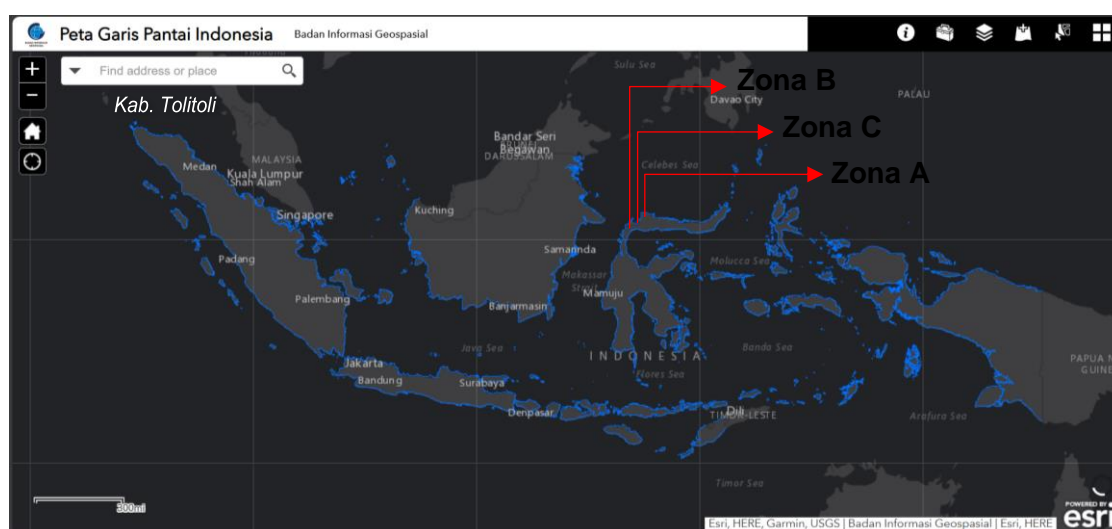 Peta Garis Pantai Indonesia
Badan Informasi Geospasial
Find address or place
Kab. Tolitoli
Sulu Sea
Zona B
Davao City
PALAU
Zona C
Bandar Seri
Begawan
DARUSSALAM
Celebes Sea
Zona A
Medan
MALAYSIA
Kuala Lumpur
Shah Alam
Singapore
Kuching
Samarinda
Molucca Sea
Padang
Makassar
Strait
Mamuju
Palembang
Banjarmasin
Java Sea
INDONESIA
Banda Sea
Jakarta
Flores Sea
PAPUA N
GUINE
Bandung
Surabaya
Denpasar
Dili
TIMOR-LESTE
Arafura Sea
Timor Sea
300mi
POWERED BY
esri
Esri, HERE, Garmin, USGS | Badan Informasi Geospasial | Esri, HERE